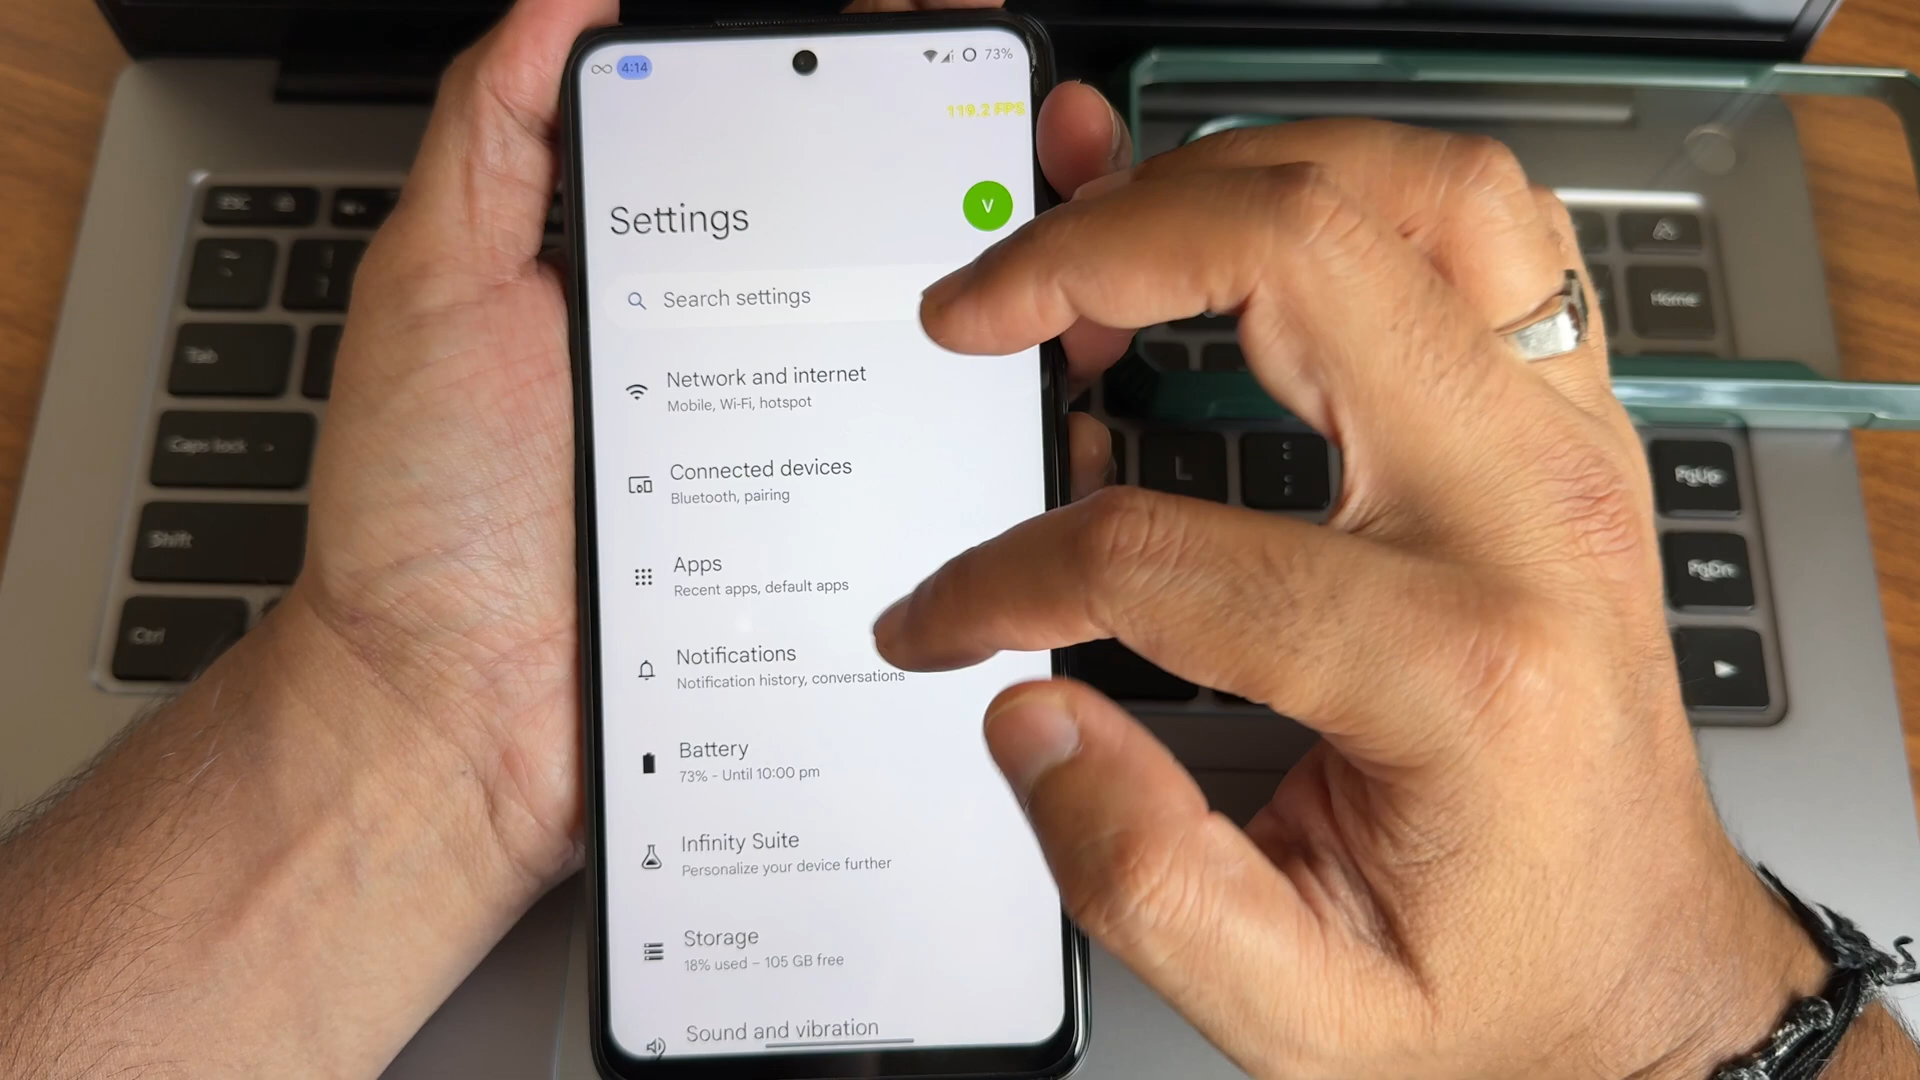 4:14
73%
119.2 FPS
Settings
V
Search settings
Network and internet
Mobile, Wi-Fi, hotspot
Connected devices
Bluetooth, pairing
Apps
Recent apps, default apps
Notifications
Notification history, conversations
Battery
73% - Until 10:00 pm
Infinity Suite
Personalize your device further
Storage
18% used – 105 GB free
Sound and vibration
ESC
Tab
Caps lock
Shift
Ctrl
A
Home
L
PgUp
PgDn